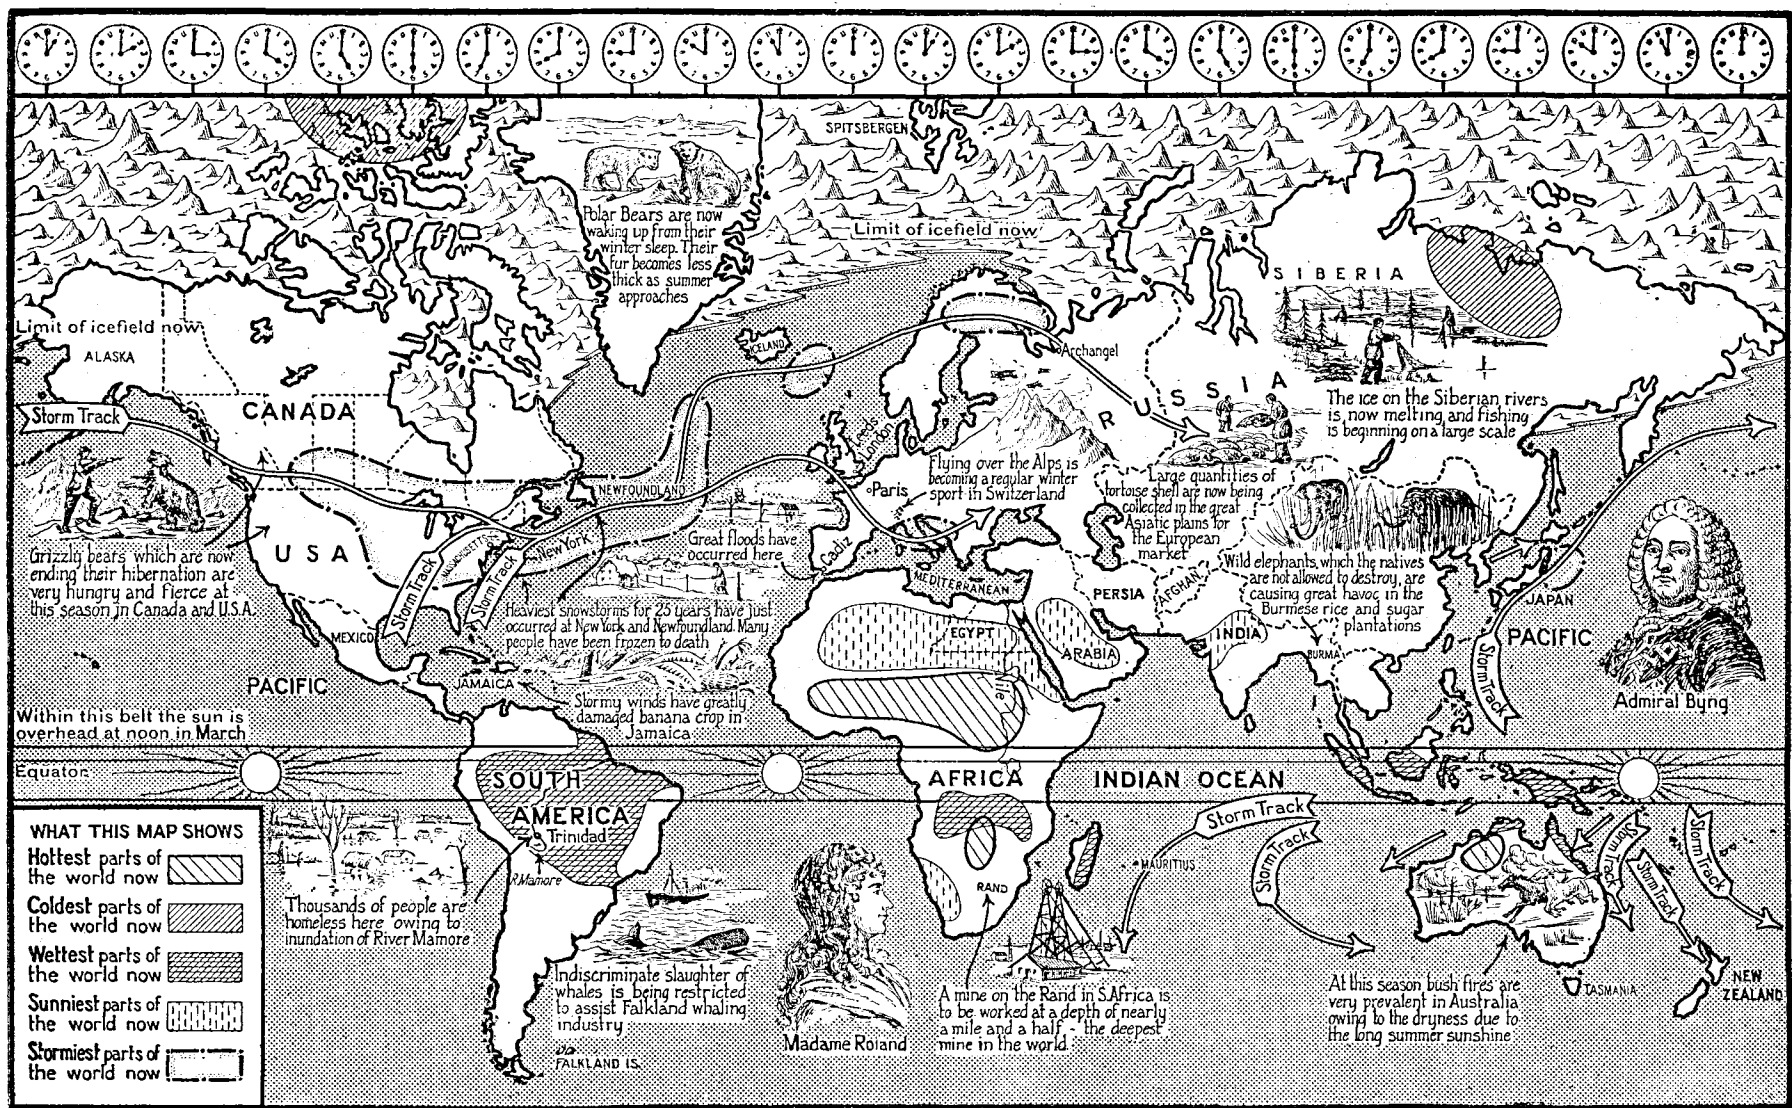 SPITSBERGEN
Polar Bears are now
waking up from their
winter sleep. Their
fur becomes less
thick as summer
approaches
Limit of icefield now
SIBERIA
Limit of icefield now
ALASKA
ICELAND
Archangel
CANADA
Storm Track
RUSSIA
The ice on the Siberian rivers
is now melting and fishing
is beginning on a large scale
Leeds
London
Paris
Flying over the Alps is
becoming a regular winter
sport in Switzerland
Large quantities of
tortoise shell are now being
collected in the great
Asiatic plains for
the European
market
NEWFOUNDLAND
Great floods have
occurred here
Cadiz
USA
New York
Storm Track
Storm Track
Grizzly bears which are now
ending their hibernation are
very hungry and fierce at
this season in Canada and U.S.A.
Heaviest snowstorms for 25 years have just
occurred at New York and Newfoundland. Many
people have been frozen to death
MEDITERRANEAN
PERSIA
AFGHAN
Wild elephants, which the natives
are not allowed to destroy, are
causing great havoc in the
Burmese rice and sugar
plantations
JAPAN
MEXICO
EGYPT
ARABIA
INDIA
BURMA
PACIFIC
Storm Track
Admiral Byng
PACIFIC
JAMAICA
Nile
Stormy winds have greatly
damaged banana crop in
Jamaica
Within this belt the sun is
overhead at noon in March
Equator
SOUTH
AMERICA
Trinidad
R.Mamore
AFRICA
INDIAN OCEAN
Storm Track
Storm Track
MAURITIUS
RAND
Storm Track
Storm Track
Storm Track
Thousands of people are
homeless here owing to
inundation of River Mamore
Indiscriminate slaughter of
whales is being restricted
to assist Falkland whaling
industry
FALKLAND IS.
Madame Roland
A mine on the Rand in S.Africa is
to be worked at a depth of nearly
a mile and a half,- the deepest
mine in the world
At this season bush fires are
very prevalent in Australia
owing to the dryness due to
the long summer sunshine
TASMANIA
NEW
ZEALAND
WHAT THIS MAP SHOWS
Hottest parts of
the world now
Coldest parts of
the world now
Wettest parts of
the world now
Sunniest parts of
the world now
Stormiest parts of
the world now